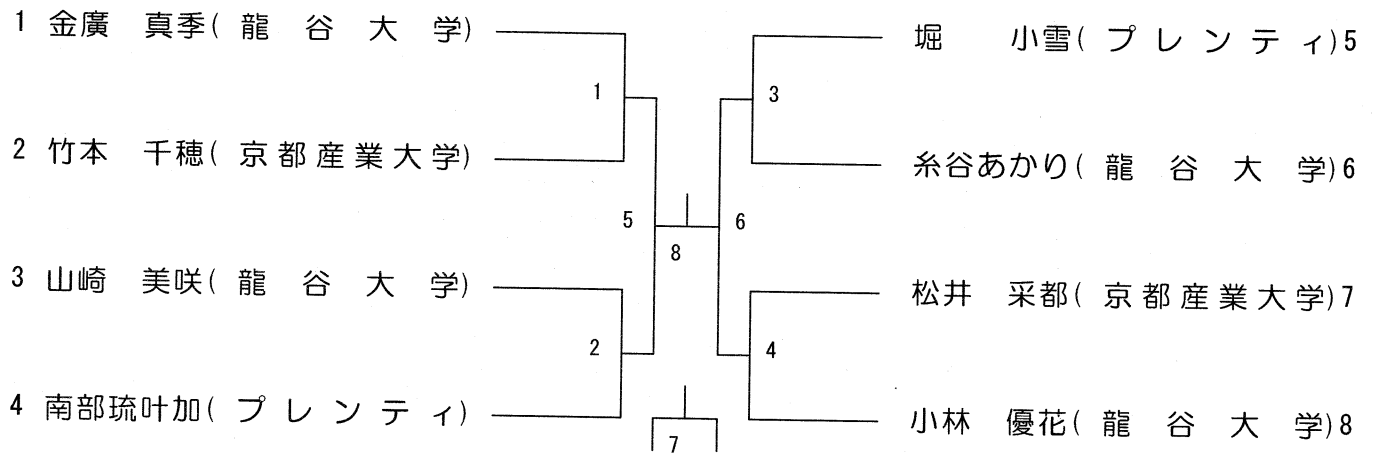 1 金廣 真季(龍谷大学)
2 竹本 千穂(京都産業大学)
3 山崎 美咲(龍谷大学)
4 南部琉叶加(プレンティ)
1
2
5
8
7
6
3
4
堀 小雪(プレンティ)5
糸谷あかり(龍谷大学)6
松井 采都(京都産業大学)7
小林 優花(龍谷大学)8